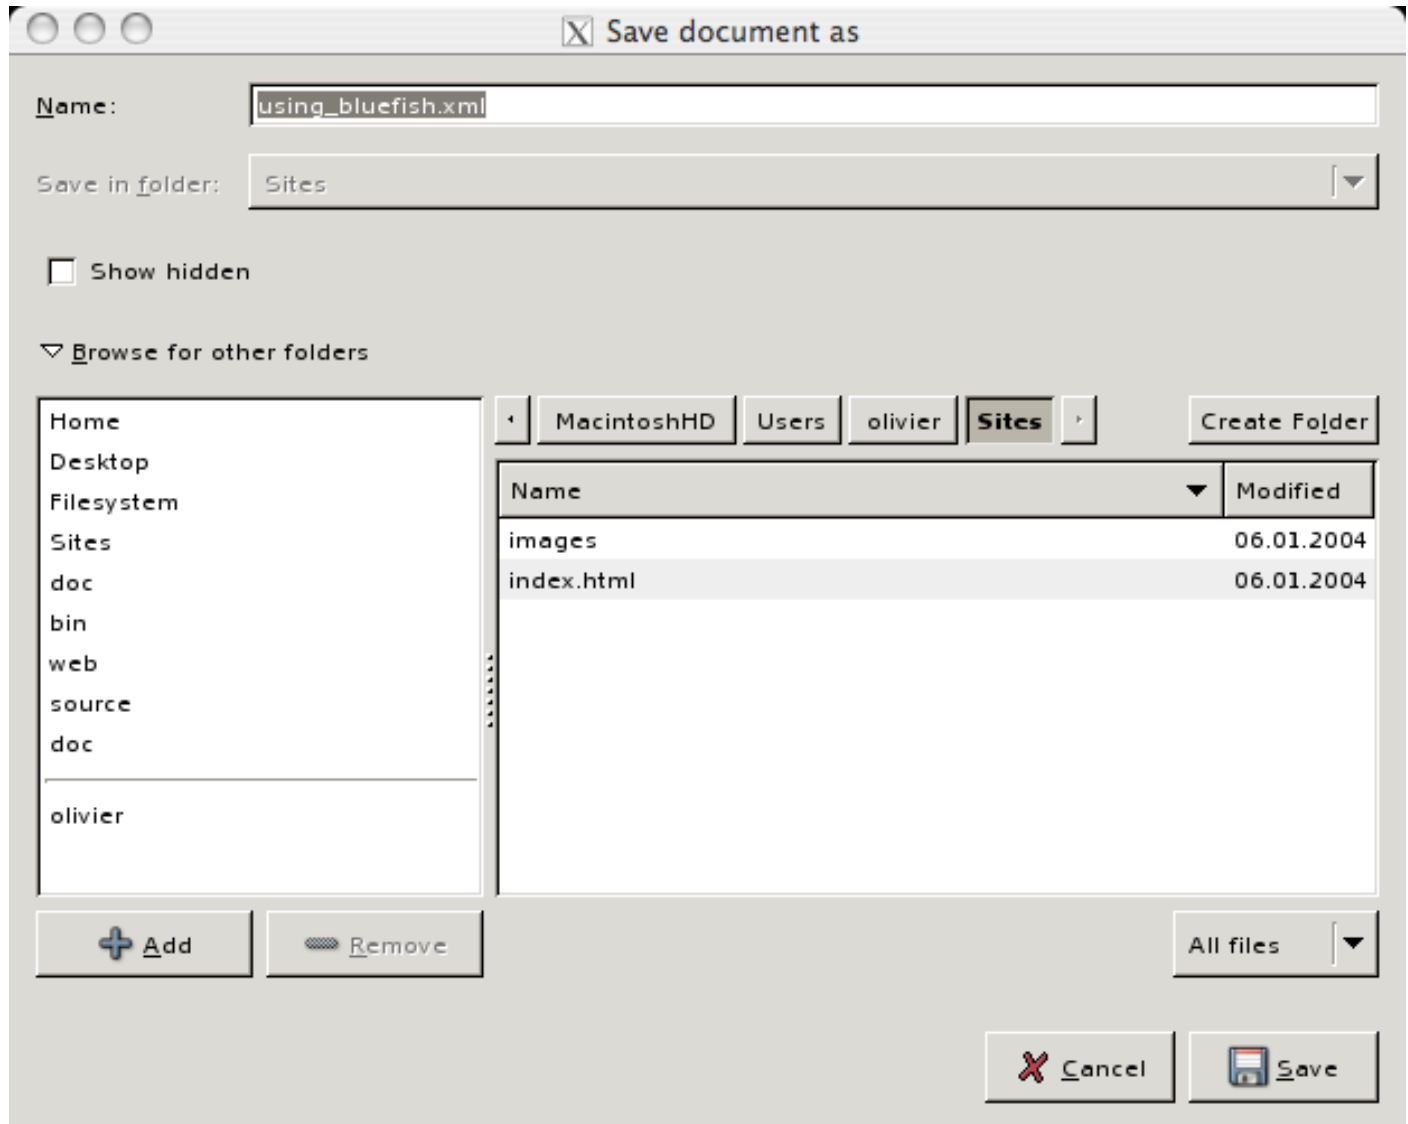 Save document as
Name: using_bluefish.xml
Save in folder: Sites
Show hidden
Browse for other folders
Home
Desktop
Filesystem
Sites
doc
bin
web
source
doc
olivier
MacintoshHD Users olivier Sites Create Folder
Name Modified
images 06.01.2004
index.html 06.01.2004
Add Remove All files
Cancel Save